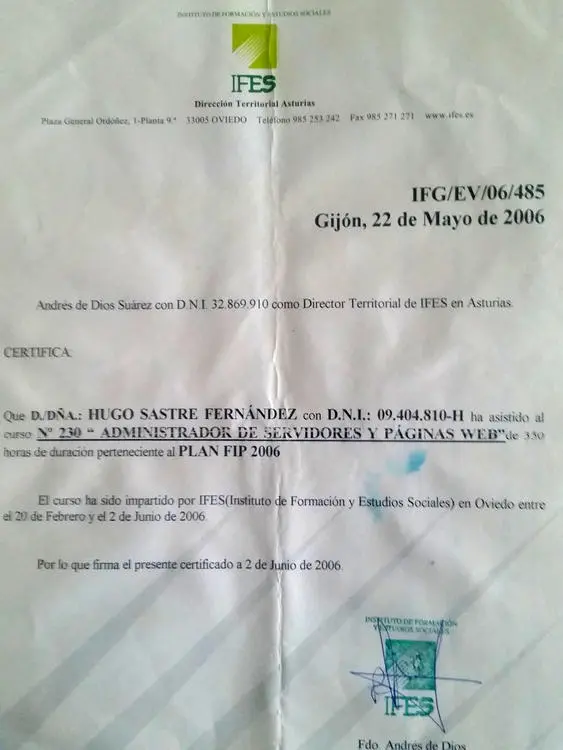 INSTITUTO DE FORMACIÓN Y ESTUDIOS SOCIALES
IFES
Dirección Territorial Asturias
Plaza General Ordóñez, 1-Planta 9.ª 33005 OVIEDO Teléfono 985 253 242 Fax 985 271 271 www.ifes.es
IFG/EV/06/485
Gijón, 22 de Mayo de 2006
Andrés de Dios Suárez con D.N.I. 32.869.910 como Director Territorial de IFES en Asturias.
CERTIFICA:
Que D./DÑA.: HUGO SASTRE FERNÁNDEZ con D.N.I.: 09.404.810-H ha asistido al
curso Nº 230 “ ADMINISTRADOR DE SERVIDORES Y PÁGINAS WEB”de 350
horas de duración perteneciente al PLAN FIP 2006
El curso ha sido impartido por IFES(Instituto de Formación y Estudios Sociales) en Oviedo entre
el 20 de Febrero y el 2 de Junio de 2006.
Por lo que firma el presente certificado a 2 de Junio de 2006.
INSTITUTO DE FORMACIÓN
Y ESTUDIOS SOCIALES
IFES
Fdo. Andrés de Dios